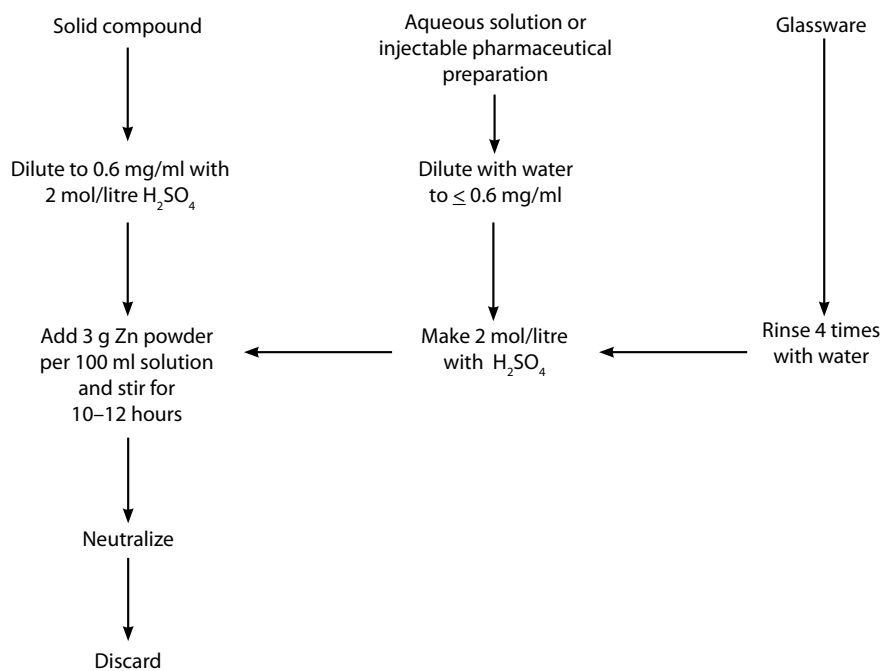 Solid compound
Aqueous solution or
injectable pharmaceutical
preparation
Glassware
Dilute to 0.6 mg/ml with
2 mol/litre H₂SO₄
Dilute with water
to ≤ 0.6 mg/ml
Add 3 g Zn powder
per 100 ml solution
and stir for
10–12 hours
Make 2 mol/litre
with H₂SO₄
Rinse 4 times
with water
Neutralize
Discard